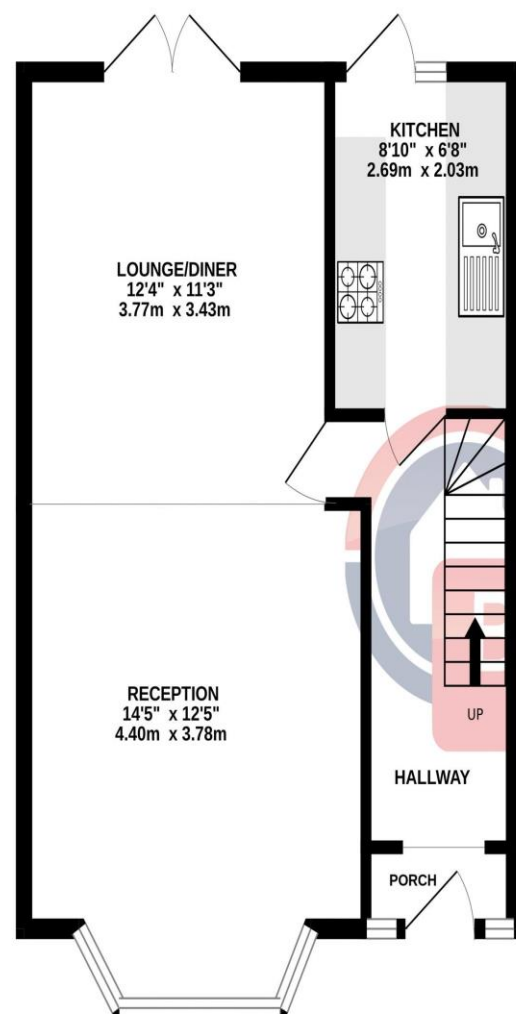 KITCHEN
8'10" x 6'8"
2.69m x 2.03m
LOUNGE/DINER
12'4" x 11'3"
3.77m x 3.43m
RECEPTION
14'5" x 12'5"
4.40m x 3.78m
UP
HALLWAY
PORCH